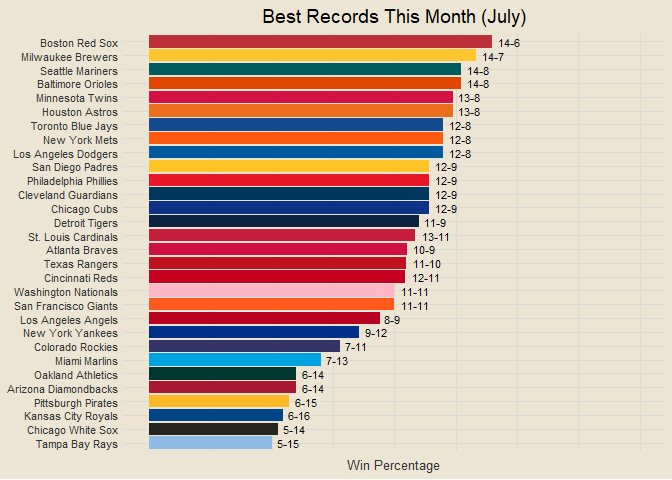 Best Records This Month (July)
Boston Red Sox 14-6
Milwaukee Brewers 14-7
Seattle Mariners 14-8
Baltimore Orioles 14-8
Minnesota Twins 13-8
Houston Astros 13-8
Toronto Blue Jays 12-8
New York Mets 12-8
Los Angeles Dodgers 12-8
San Diego Padres 12-9
Philadelphia Phillies 12-9
Cleveland Guardians 12-9
Chicago Cubs 12-9
Detroit Tigers 11-9
St. Louis Cardinals 13-11
Atlanta Braves 10-9
Texas Rangers 11-10
Cincinnati Reds 12-11
Washington Nationals 11-11
San Francisco Giants 11-11
Los Angeles Angels 8-9
New York Yankees 9-12
Colorado Rockies 7-11
Miami Marlins 7-13
Oakland Athletics 6-14
Arizona Diamondbacks 6-14
Pittsburgh Pirates 6-15
Kansas City Royals 6-16
Chicago White Sox 5-14
Tampa Bay Rays 5-15
Win Percentage